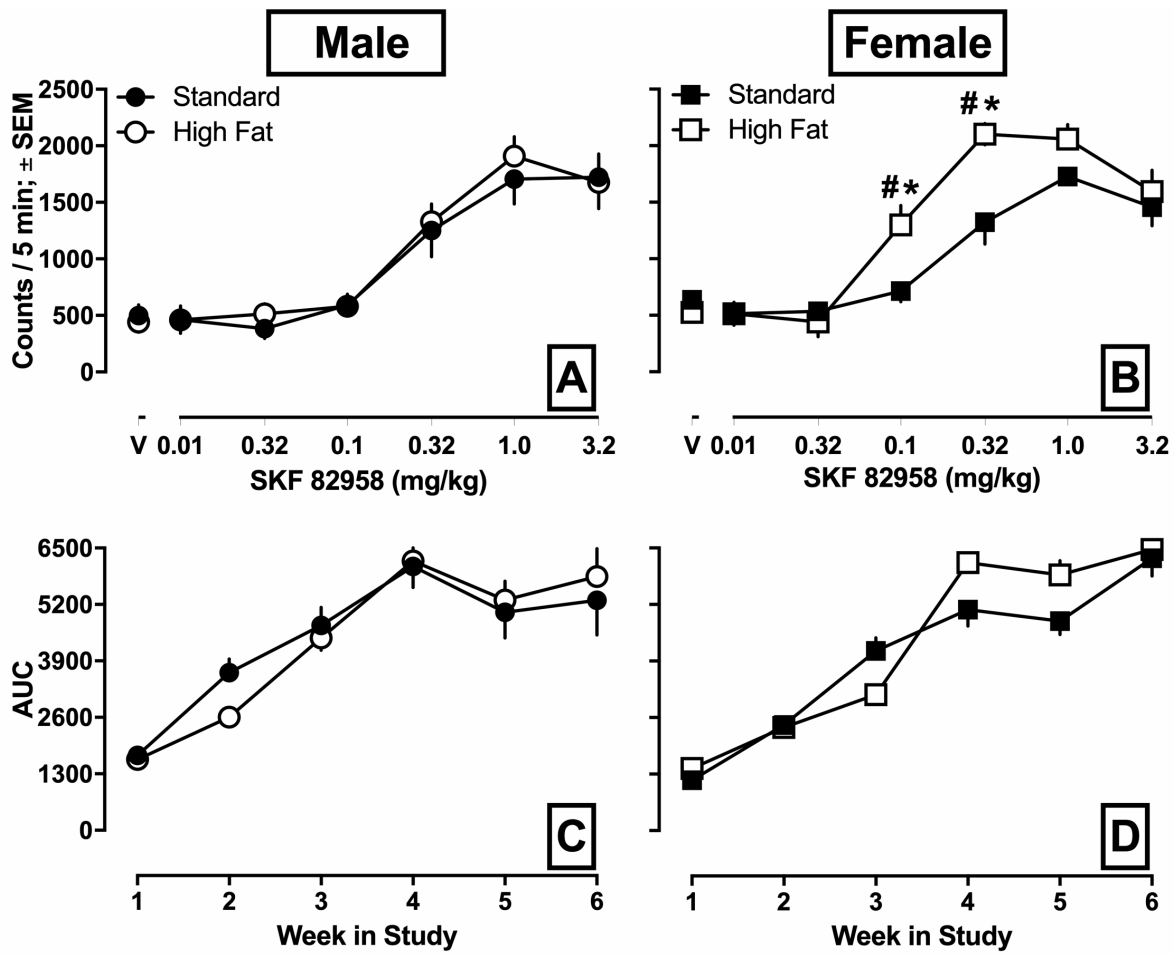 Male
Female
Counts / 5 min; ± SEM
2500
2000
1500
1000
500
0
Standard
High Fat
A
V 0.01 0.32 0.1 0.32 1.0 3.2
SKF 82958 (mg/kg)
Standard
High Fat
#*
#*
B
V 0.01 0.32 0.1 0.32 1.0 3.2
SKF 82958 (mg/kg)
AUC
6500
5200
3900
2600
1300
0
C
1 2 3 4 5 6
Week in Study
D
1 2 3 4 5 6
Week in Study